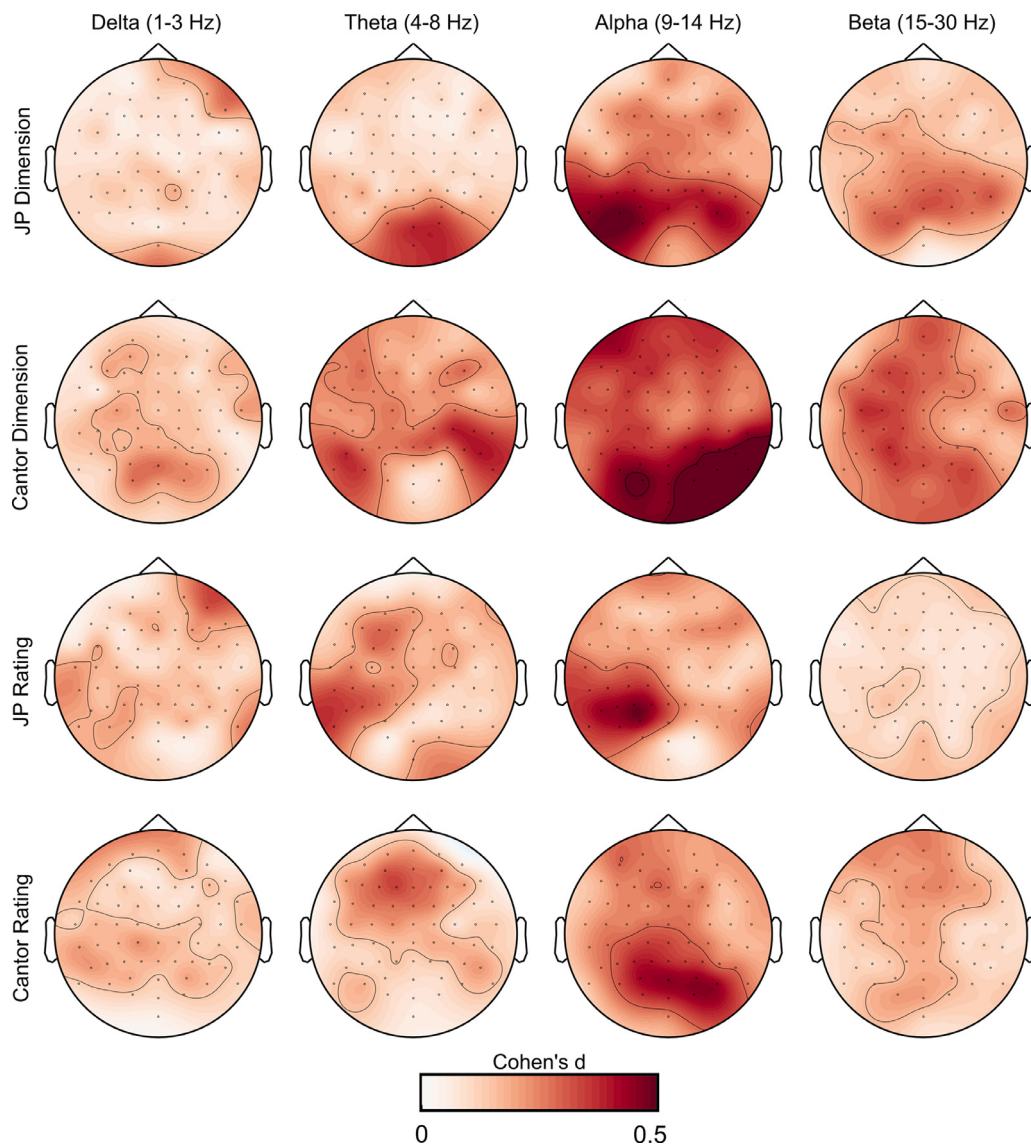 Delta (1-3 Hz) Theta (4-8 Hz) Alpha (9-14 Hz) Beta (15-30 Hz)
JP Dimension
Cantor Dimension
JP Rating
Cantor Rating
Cohen's d
0 0.5